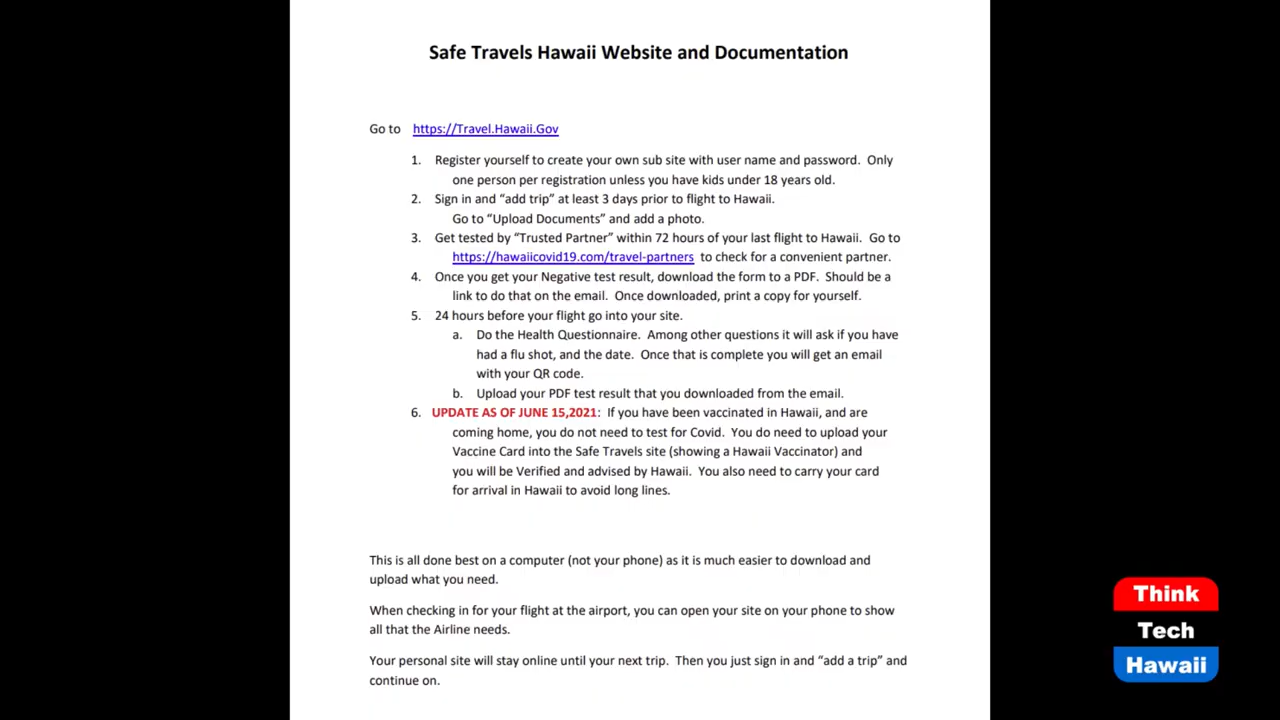 Safe Travels Hawaii Website and Documentation
Go to https://Travel.Hawaii.Gov
1. Register yourself to create your own sub site with user name and password. Only
one person per registration unless you have kids under 18 years old.
2. Sign in and “add trip” at least 3 days prior to flight to Hawaii.
Go to “Upload Documents” and add a photo.
3. Get tested by “Trusted Partner” within 72 hours of your last flight to Hawaii. Go to
https://hawaiicovid19.com/travel-partners to check for a convenient partner.
4. Once you get your Negative test result, download the form to a PDF. Should be a
link to do that on the email. Once downloaded, print a copy for yourself.
5. 24 hours before your flight go into your site.
a. Do the Health Questionnaire. Among other questions it will ask if you have
had a flu shot, and the date. Once that is complete you will get an email
with your QR code.
b. Upload your PDF test result that you downloaded from the email.
6. UPDATE AS OF JUNE 15,2021: If you have been vaccinated in Hawaii, and are
coming home, you do not need to test for Covid. You do need to upload your
Vaccine Card into the Safe Travels site (showing a Hawaii Vaccinator) and
you will be Verified and advised by Hawaii. You also need to carry your card
for arrival in Hawaii to avoid long lines.
This is all done best on a computer (not your phone) as it is much easier to download and
upload what you need.
When checking in for your flight at the airport, you can open your site on your phone to show
all that the Airline needs.
Your personal site will stay online until your next trip. Then you just sign in and “add a trip” and
continue on.
Think
Tech
Hawaii